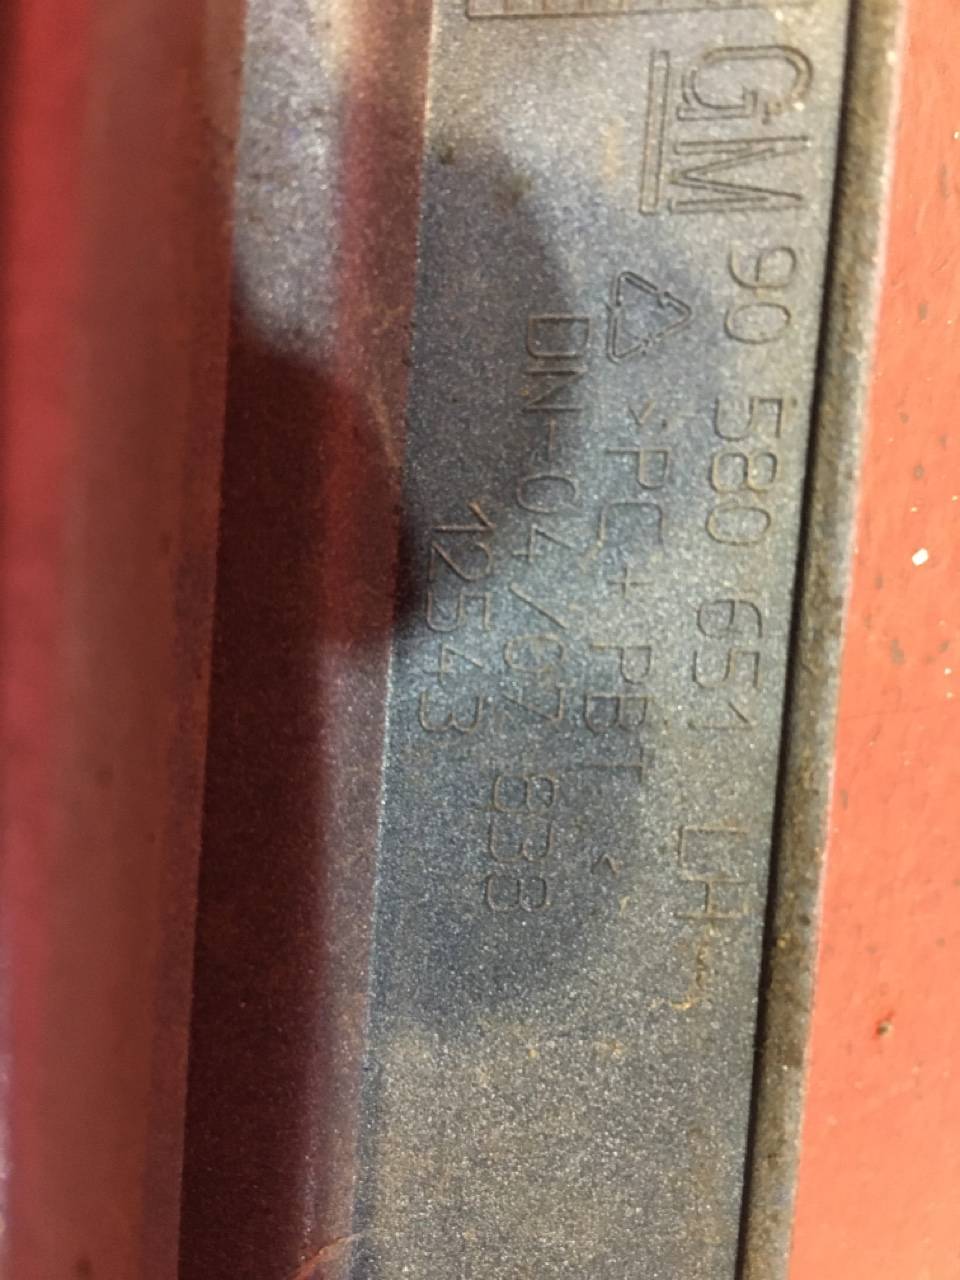 GM 90 580 651 LH
>PC+PBT<
DN-04/07 838
12543